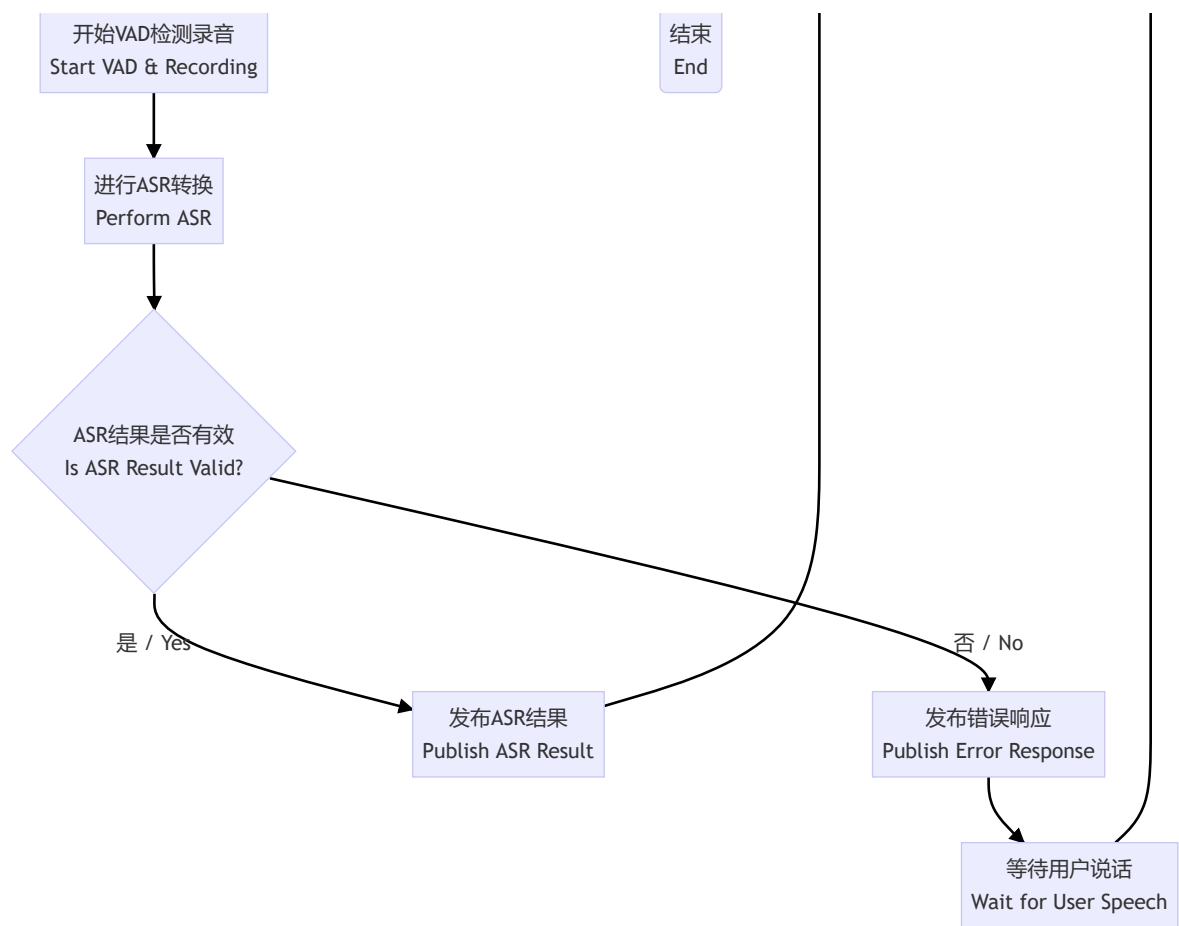 开始VAD检测录音
Start VAD & Recording
结束
End
进行ASR转换
Perform ASR
ASR结果是否有效
Is ASR Result Valid?
是 / Yes
否 / No
发布ASR结果
Publish ASR Result
发布错误响应
Publish Error Response
等待用户说话
Wait for User Speech